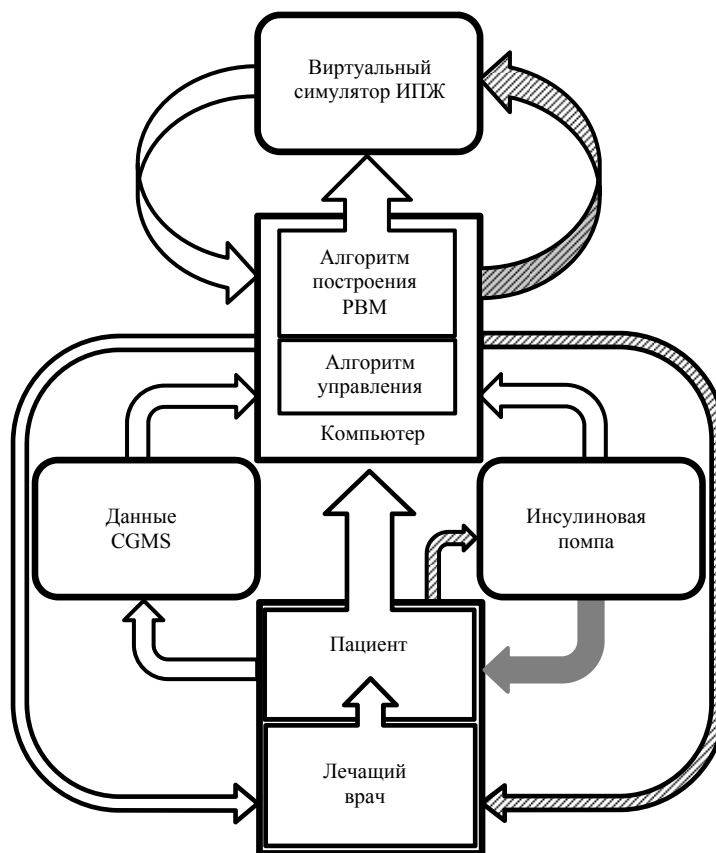 Виртуальный
симулятор ИПЖ
Алгоритм
построения
РВМ
Алгоритм
управления
Компьютер
Данные
CGMS
Инсулиновая
помпа
Пациент
Лечащий
врач